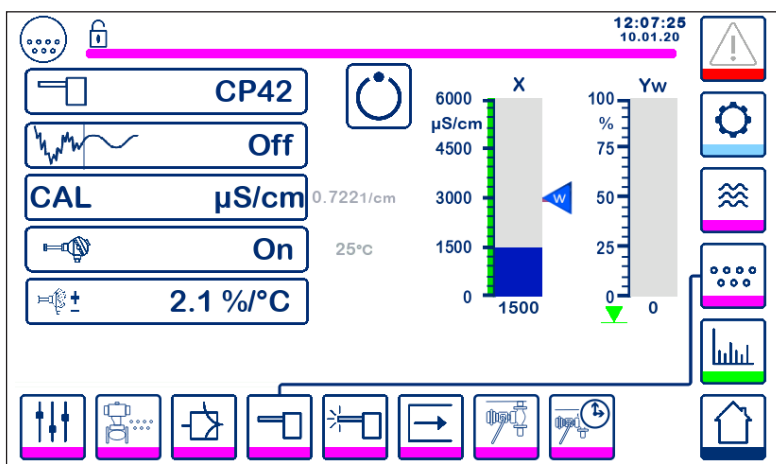 12:07:25
10.01.20
CP42
Off
CAL µS/cm 0.7221/cm
On 25°C
2.1 %/°C
X
6000
µS/cm
4500
3000
1500
0
1500
W
Yw
100
%
75
50
25
0
0